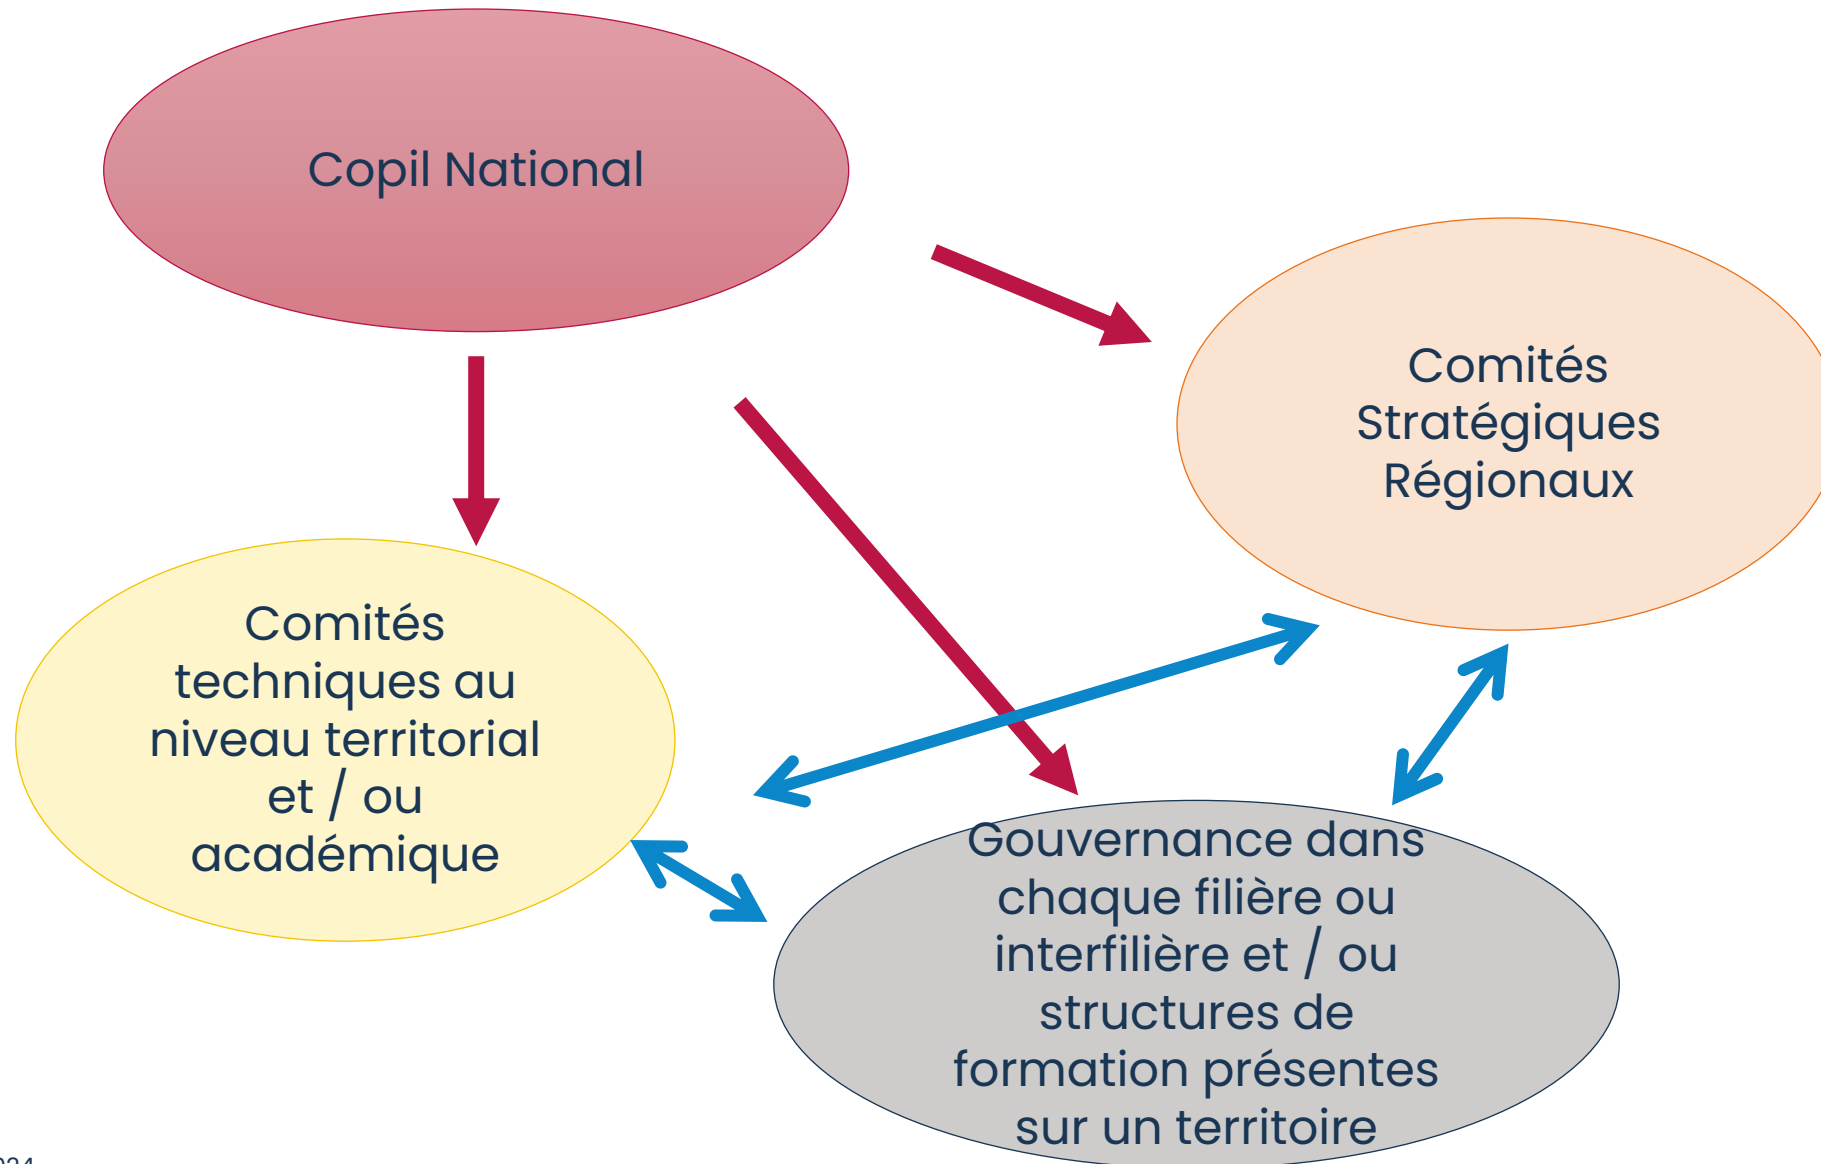 Copil National
Comités
Stratégiques
Régionaux
Comités
techniques au
niveau territorial
et / ou
académique
Gouvernance dans
chaque filière ou
interfilière et / ou
structures de
formation présentes
sur un territoire